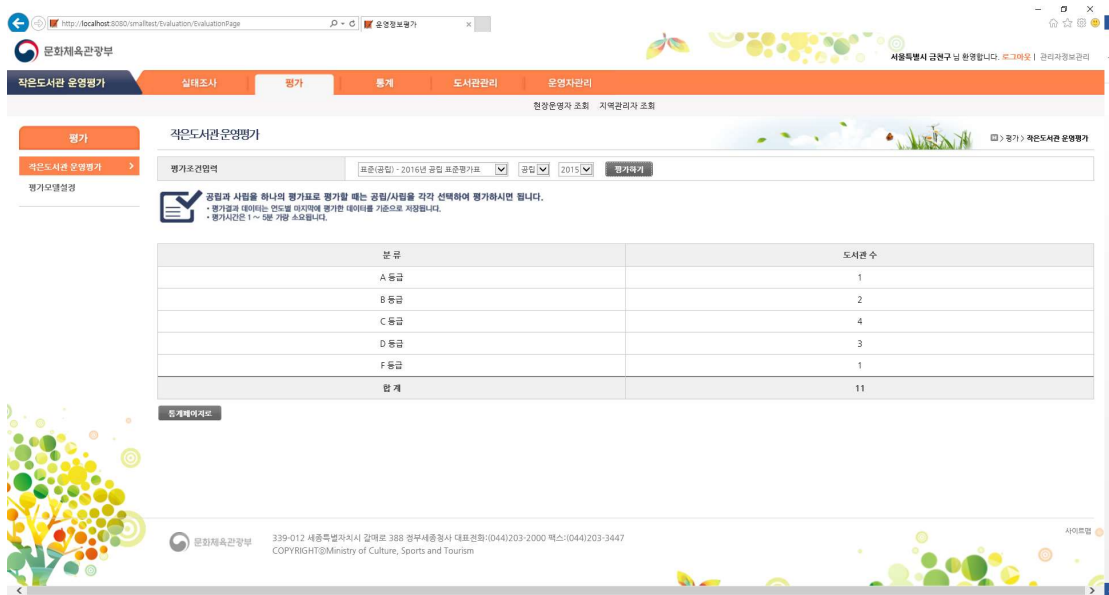 http://localhost:8080/smalltest/Evaluation/EvaluationPage
운영정보평가
문화체육관광부
서울특별시 금천구 님 환영합니다. 로그아웃 | 관리자정보관리
작은도서관 운영평가
실태조사
평가
통계
도서관관리
운영자관리
현장운영자 조회 지역관리자 조회
평가
작은도서관 운영평가
평가모델설정
작은도서관 운영평가
> 평가 > 작은도서관 운영평가
평가조건입력
표준(공립) - 2016년 공립 표준평가표
공립
2015
평가하기
공립과 사립을 하나의 평가표로 평가할 때는 공립/사립을 각각 선택하여 평가하시면 됩니다.
· 평가결과 데이터는 연도별 마지막에 평가한 데이터를 기준으로 저장됩니다.
· 평가시간은 1 ~ 5분 가량 소요됩니다.
분 류 도서관 수
A 등급 1
B 등급 2
C 등급 4
D 등급 3
F 등급 1
합 계 11
통계페이지로
문화체육관광부
339-012 세종특별자치시 갈매로 388 정부세종청사 대표전화:(044)203-2000 팩스:(044)203-3447
COPYRIGHTⓒMinistry of Culture, Sports and Tourism
사이트맵